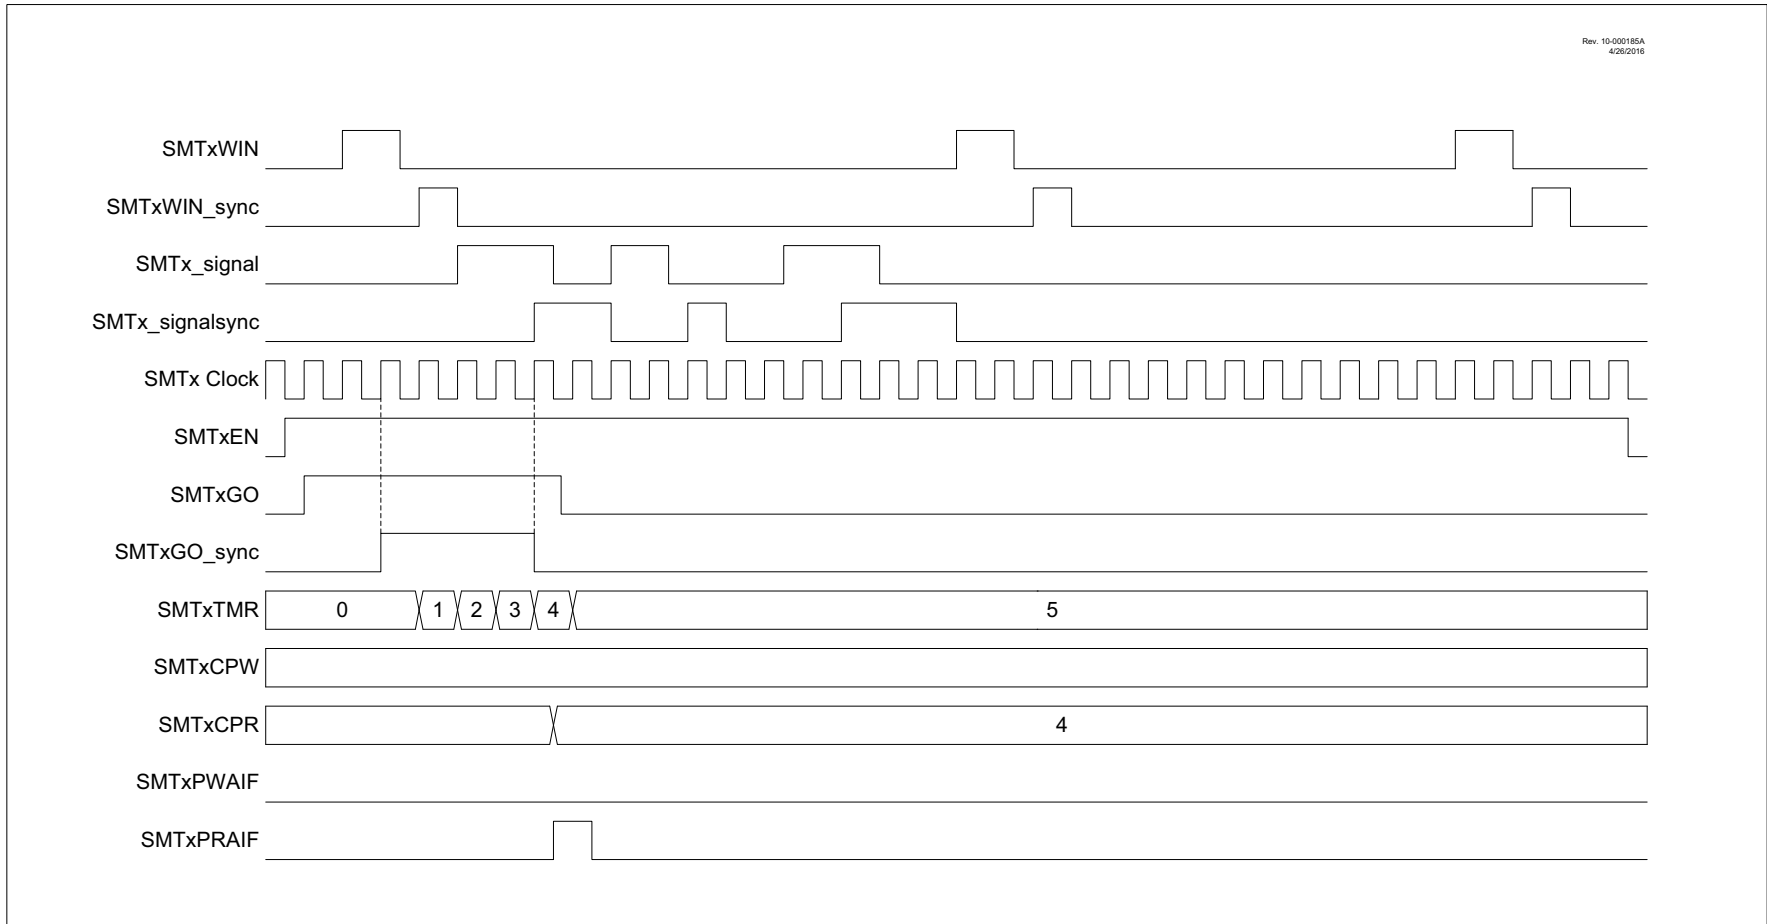 Rev. 10-000185A
4/26/2016
SMTxWIN
SMTxWIN_sync
SMTx_signal
SMTx_signalsync
SMTx Clock
SMTxEN
SMTxGO
SMTxGO_sync
SMTxTMR 0 1 2 3 4 5
SMTxCPW
SMTxCPR 4
SMTxPWAIF
SMTxPRAIF